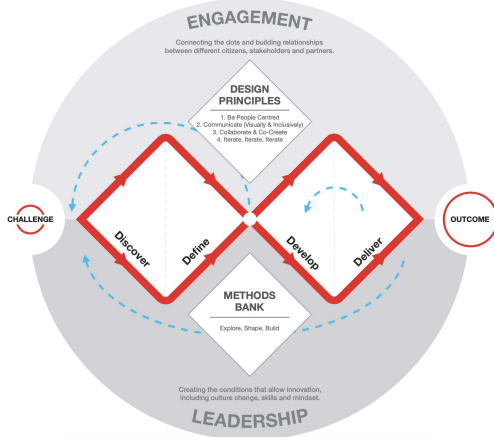 ENGAGEMENT
Connecting the dots and building relationships
between different citizens, stakeholders and partners.
DESIGN
PRINCIPLES
1. Be People Centred
2. Communicate (Visually & Inclusively)
3. Collaborate & Co-Create
4. Iterate, Iterate, Iterate
CHALLENGE
OUTCOME
Discover
Define
Develop
Deliver
METHODS
BANK
Explore, Shape, Build
Creating the conditions that allow innovation,
including culture change, skills and mindset.
LEADERSHIP